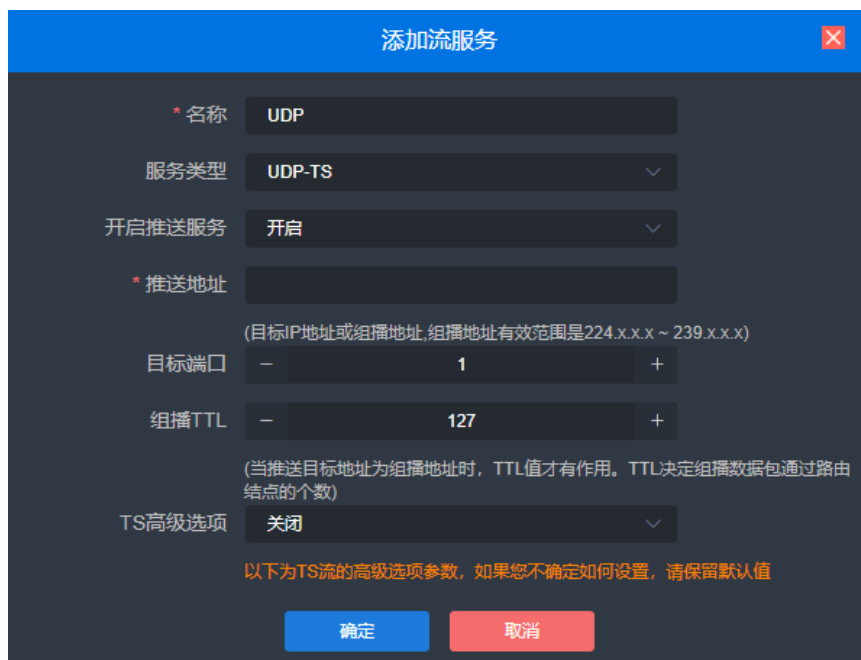 添加流服务
* 名称 UDP
服务类型 UDP-TS
开启推送服务 开启
* 推送地址
(目标IP地址或组播地址,组播地址有效范围是224.x.x.x ~ 239.x.x.x)
目标端口 − 1 +
组播TTL − 127 +
(当推送目标地址为组播地址时，TTL值才有作用。TTL决定组播数据包通过路由
结点的个数)
TS高级选项 关闭
以下为TS流的高级选项参数，如果您不确定如何设置，请保留默认值
确定 取消